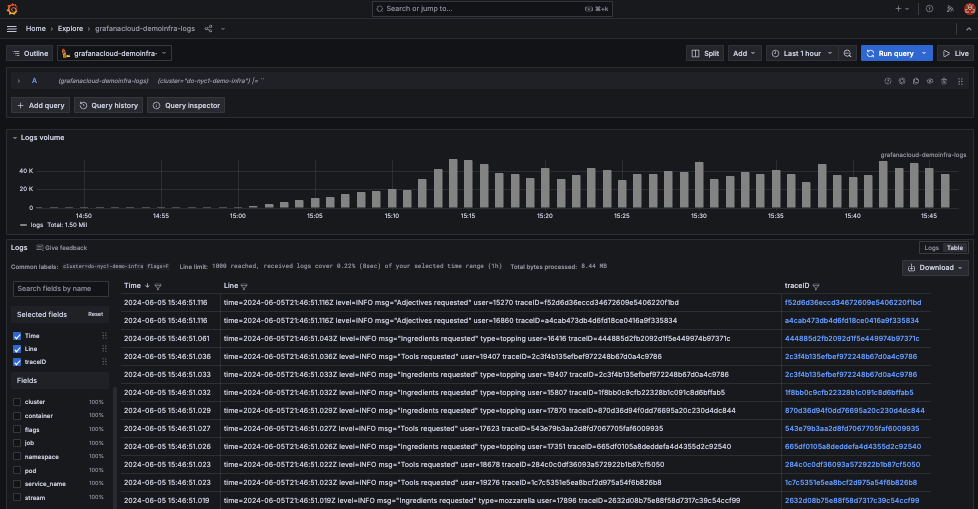 Search or jump to... ⌘+k
Home › Explore › grafanacloud-demoinfra-logs
Outline grafanacloud-demoinfra- Split Add Last 1 hour Run query Live
A (grafanacloud-demoinfra-logs) {cluster="do-nyc1-demo-infra"} |= ``
+ Add query Query history Query inspector
Logs volume
grafanacloud-demoinfra-logs
40 K
20 K
0
14:50 14:55 15:00 15:05 15:10 15:15 15:20 15:25 15:30 15:35 15:40 15:45
logs Total: 1.50 Mil
Logs Give feedback Logs Table
Common labels: cluster=do-nyc1-demo-infra flags=F Line limit: 1000 reached, received logs cover 0.22% (8sec) of your selected time range (1h) Total bytes processed: 8.44 MB
Download
Search fields by name
Selected fields Reset
Time
Line
traceID
Fields
cluster 100%
container 100%
flags 100%
job 100%
namespace 100%
pod 100%
service_name 100%
stream 100%
Time Line traceID
2024-06-05 15:46:51.116 time=2024-06-05T21:46:51.116Z level=INFO msg="Adjectives requested" user=15270 traceID=f52d6d36eccd34672609e5406220f1bd f52d6d36eccd34672609e5406220f1bd
2024-06-05 15:46:51.116 time=2024-06-05T21:46:51.116Z level=INFO msg="Adjectives requested" user=16860 traceID=a4cab473db4d6fd18ce0416a9f335834 a4cab473db4d6fd18ce0416a9f335834
2024-06-05 15:46:51.061 time=2024-06-05T21:46:51.043Z level=INFO msg="Ingredients requested" type=topping user=16416 traceID=444885d2fb2092d1f5e449974b97371c 444885d2fb2092d1f5e449974b97371c
2024-06-05 15:46:51.036 time=2024-06-05T21:46:51.036Z level=INFO msg="Tools requested" user=19407 traceID=2c3f4b135efbef972248b67d0a4c9786 2c3f4b135efbef972248b67d0a4c9786
2024-06-05 15:46:51.033 time=2024-06-05T21:46:51.033Z level=INFO msg="Ingredients requested" type=topping user=19407 traceID=2c3f4b135efbef972248b67d0a4c9786 2c3f4b135efbef972248b67d0a4c9786
2024-06-05 15:46:51.032 time=2024-06-05T21:46:51.032Z level=INFO msg="Ingredients requested" type=topping user=15807 traceID=1f8bb0c9cfb22328b1c091c8d6bffab5 1f8bb0c9cfb22328b1c091c8d6bffab5
2024-06-05 15:46:51.029 time=2024-06-05T21:46:51.029Z level=INFO msg="Ingredients requested" type=topping user=17870 traceID=870d36d94f0dd76695a20c230d4dc844 870d36d94f0dd76695a20c230d4dc844
2024-06-05 15:46:51.027 time=2024-06-05T21:46:51.027Z level=INFO msg="Tools requested" user=17623 traceID=543e79b3aa2d8fd7067705faf6009935 543e79b3aa2d8fd7067705faf6009935
2024-06-05 15:46:51.026 time=2024-06-05T21:46:51.026Z level=INFO msg="Ingredients requested" type=topping user=17351 traceID=665df0105a8deddefa4d4355d2c92540 665df0105a8deddefa4d4355d2c92540
2024-06-05 15:46:51.023 time=2024-06-05T21:46:51.022Z level=INFO msg="Tools requested" user=18678 traceID=284c0c0df36093a572922b1b87cf5050 284c0c0df36093a572922b1b87cf5050
2024-06-05 15:46:51.023 time=2024-06-05T21:46:51.023Z level=INFO msg="Tools requested" user=19276 traceID=1c7c5351e5ea8bcf2d975a54f6b826b8 1c7c5351e5ea8bcf2d975a54f6b826b8
2024-06-05 15:46:51.019 time=2024-06-05T21:46:51.019Z level=INFO msg="Ingredients requested" type=mozzarella user=17896 traceID=2632d08b75e88f58d7317c39c54ccf99 2632d08b75e88f58d7317c39c54ccf99